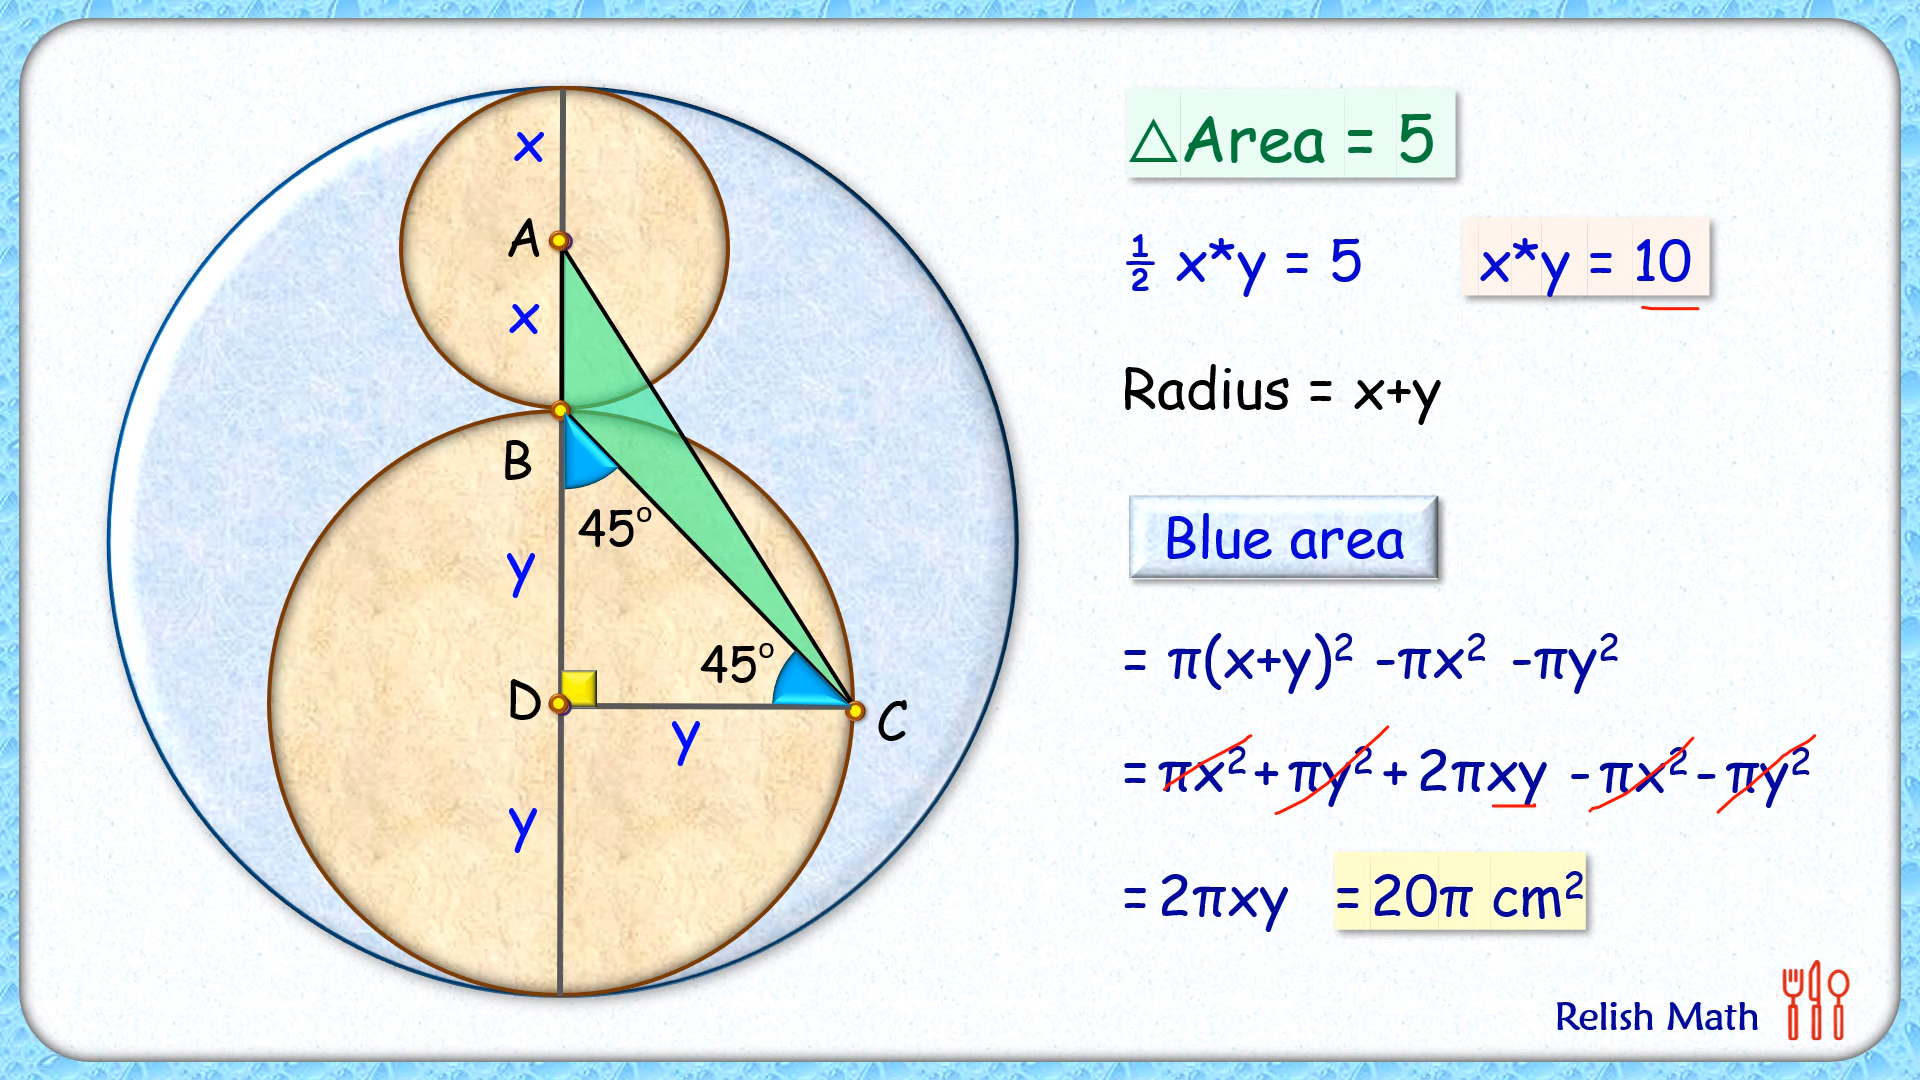 x
A
x
B
45°
y
45°
D
C
y
y
△Area = 5
½ x*y = 5
x*y = 10
Radius = x+y
Blue area
= π(x+y)² -πx² -πy²
= πx²+πy²+2πxy -πx²-πy²
= 2πxy = 20π cm²
Relish Math